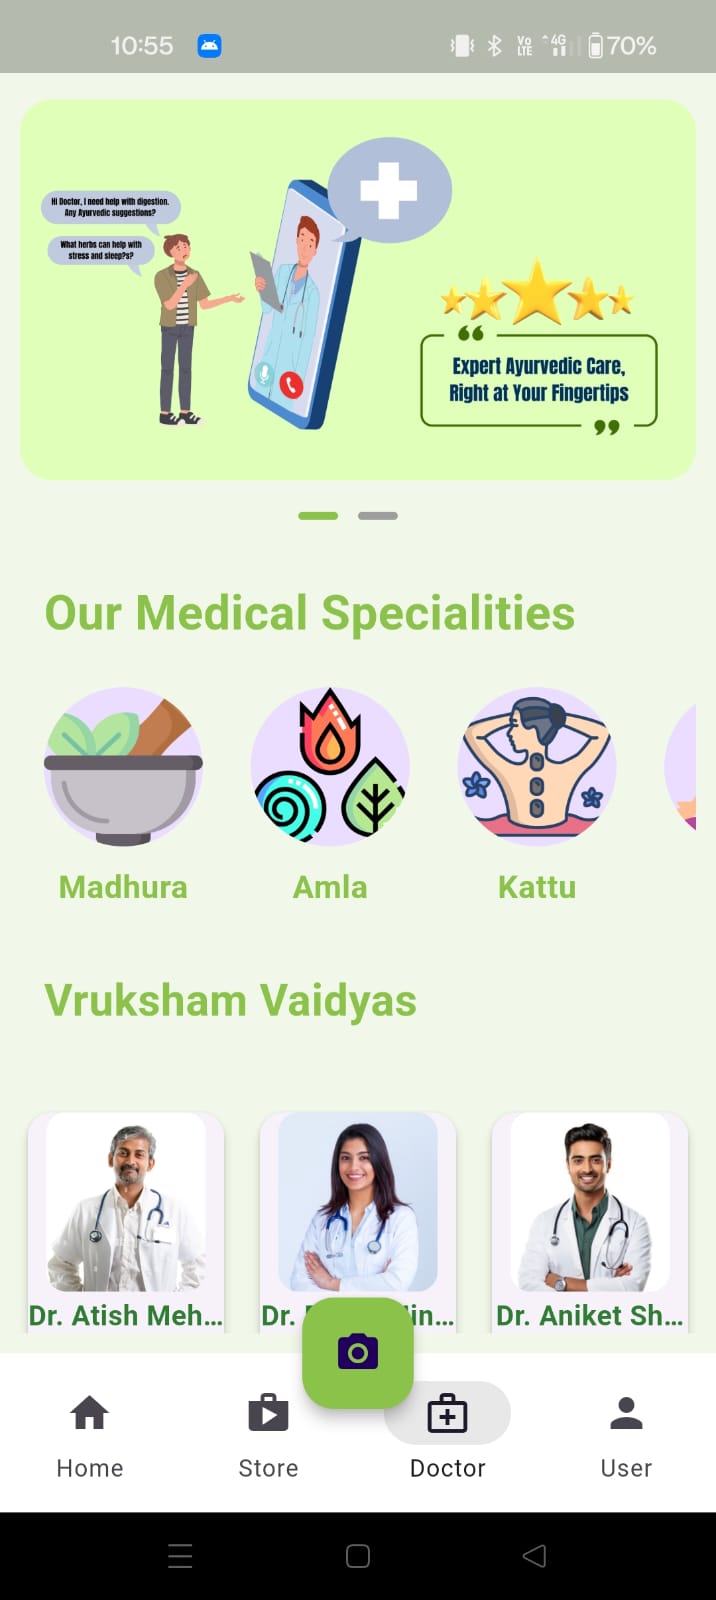 10:55
Vo LTE
4G
70%
Hi Doctor, I need help with digestion.
Any Ayurvedic suggestions?
What herbs can help with
stress and sleep?s?
“
Expert Ayurvedic Care,
Right at Your Fingertips
”
Our Medical Specialities
Madhura Amla Kattu
Vruksham Vaidyas
Dr. Atish Meh... Dr. in... Dr. Aniket Sh...
Home Store Doctor User